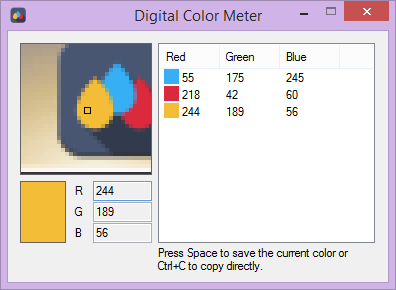 Digital Color Meter
Red Green Blue
55 175 245
218 42 60
244 189 56
R 244
G 189
B 56
Press Space to save the current color or
Ctrl+C to copy directly.